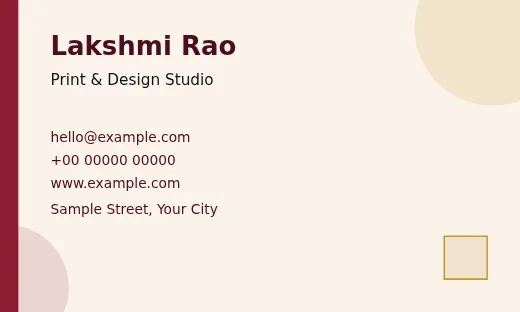 Lakshmi Rao
Print & Design Studio
hello@example.com
+00 00000 00000
www.example.com
Sample Street, Your City